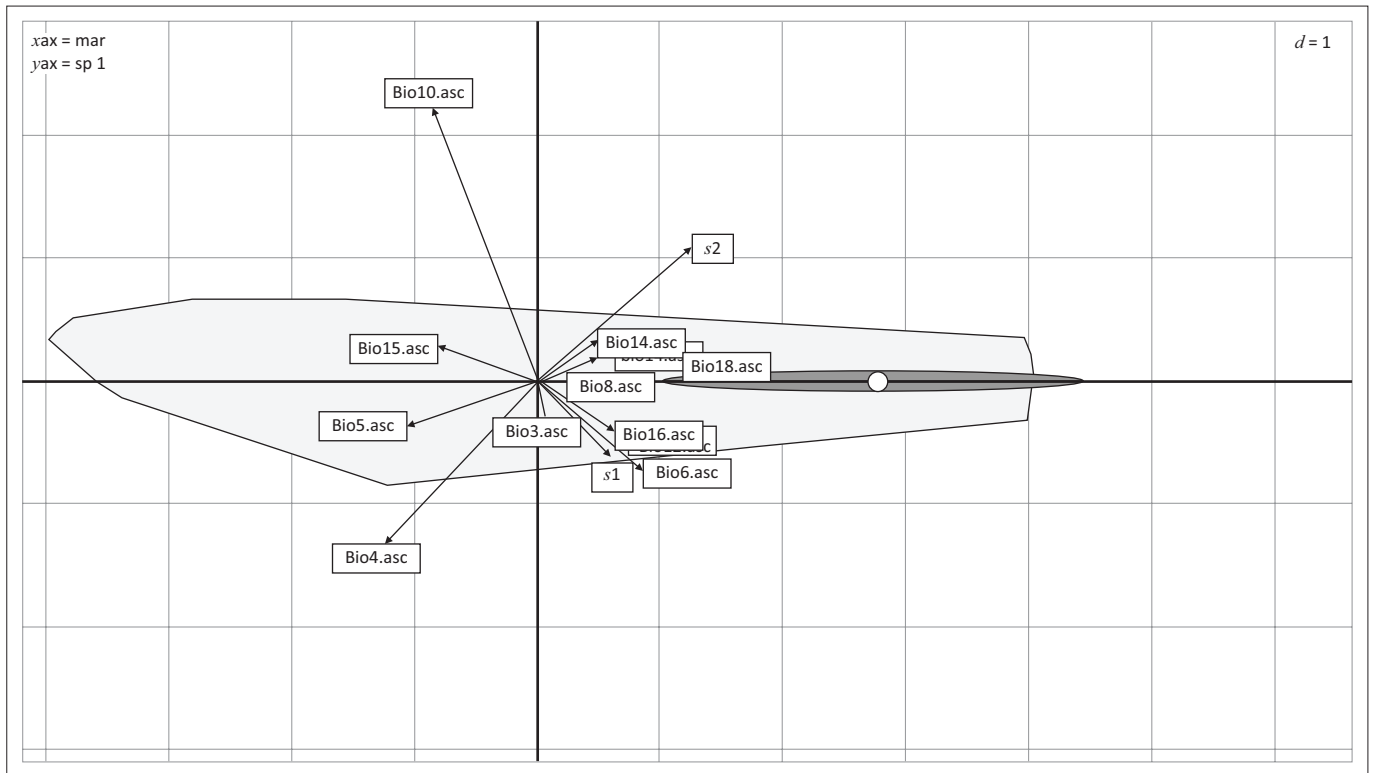 xax = mar
yax = sp 1
d = 1
Bio10.asc
s2
Bio14.asc
Bio15.asc
Bio18.asc
Bio8.asc
Bio5.asc
Bio3.asc
Bio16.asc
s1
Bio6.asc
Bio4.asc